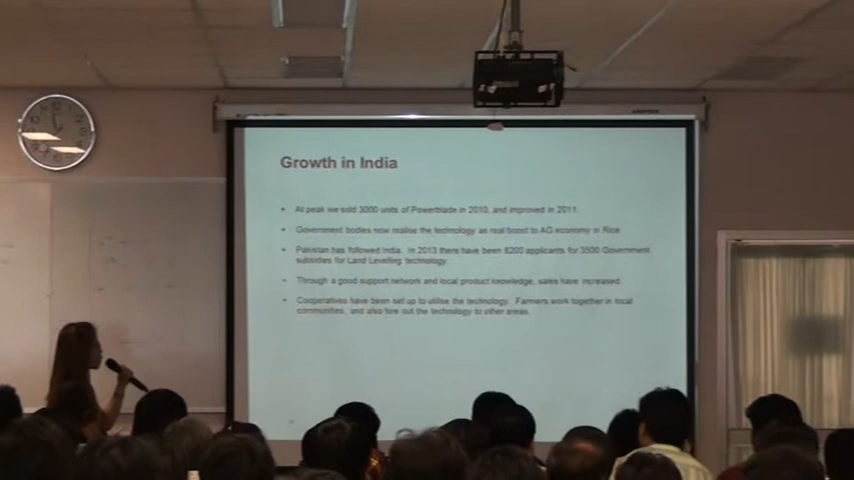 Growth in India
• At peak we sold 3000 units of Powerblade in 2010, and improved in 2011.
• Government bodies now realise the technology as real boost to AG economy in Rice
• Pakistan has followed India. In 2013 there have been 8200 applicants for 3500 Government
subsidies for Land Levelling technology.
• Through a good support network and local product knowledge, sales have increased.
• Cooperatives have been set up to utilise the technology. Farmers work together in local
communities, and also hire out the technology to other areas.